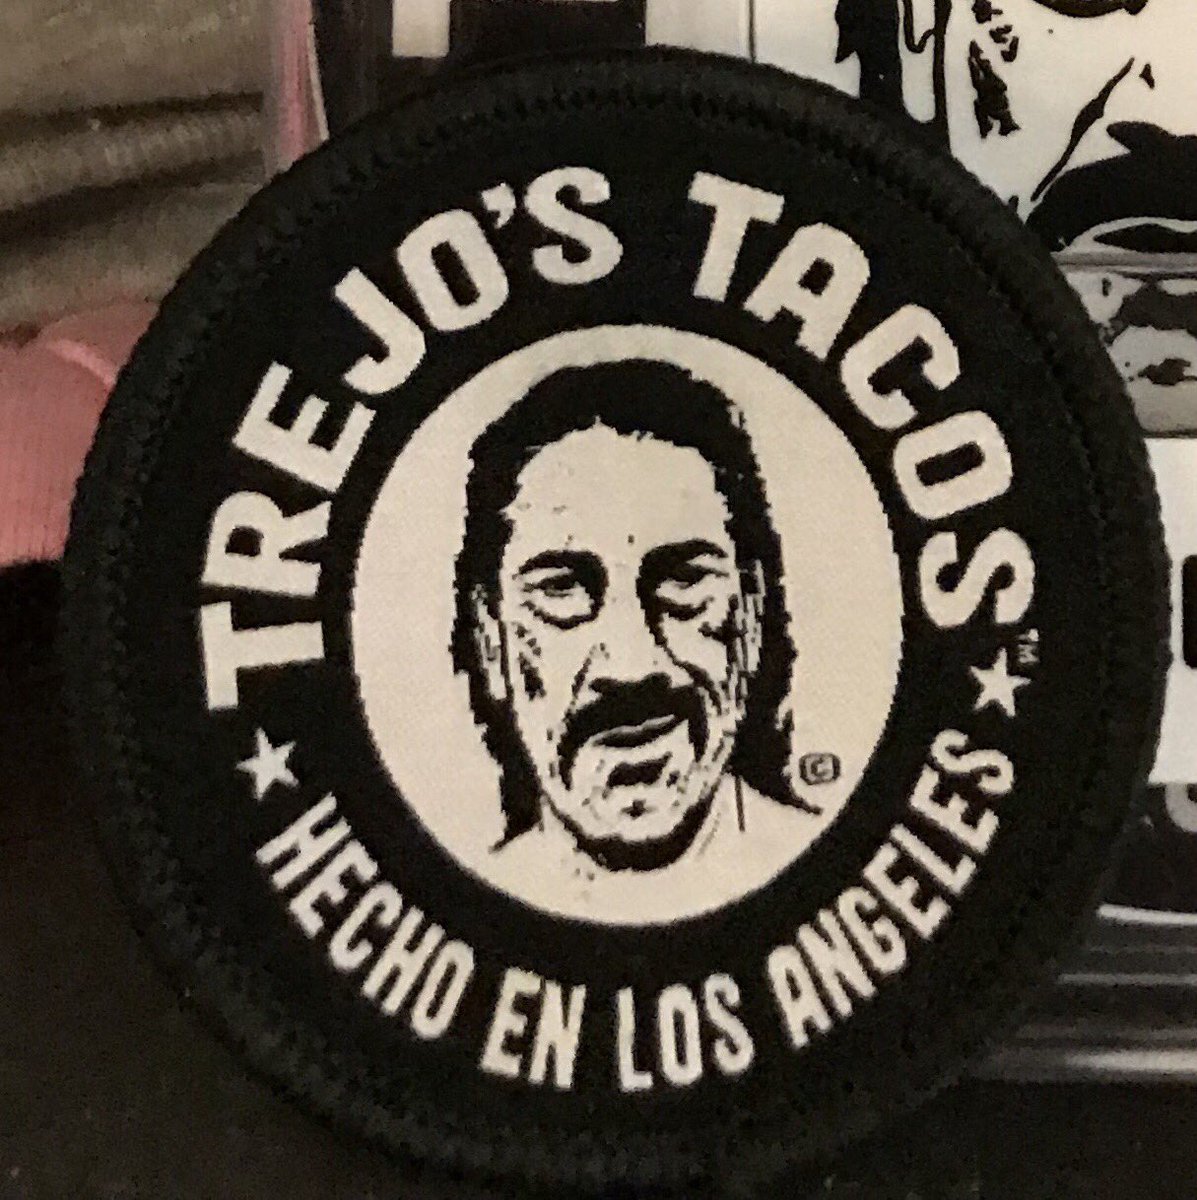 TREJO'S TACOS™
★ HECHO EN LOS ANGELES ★
©